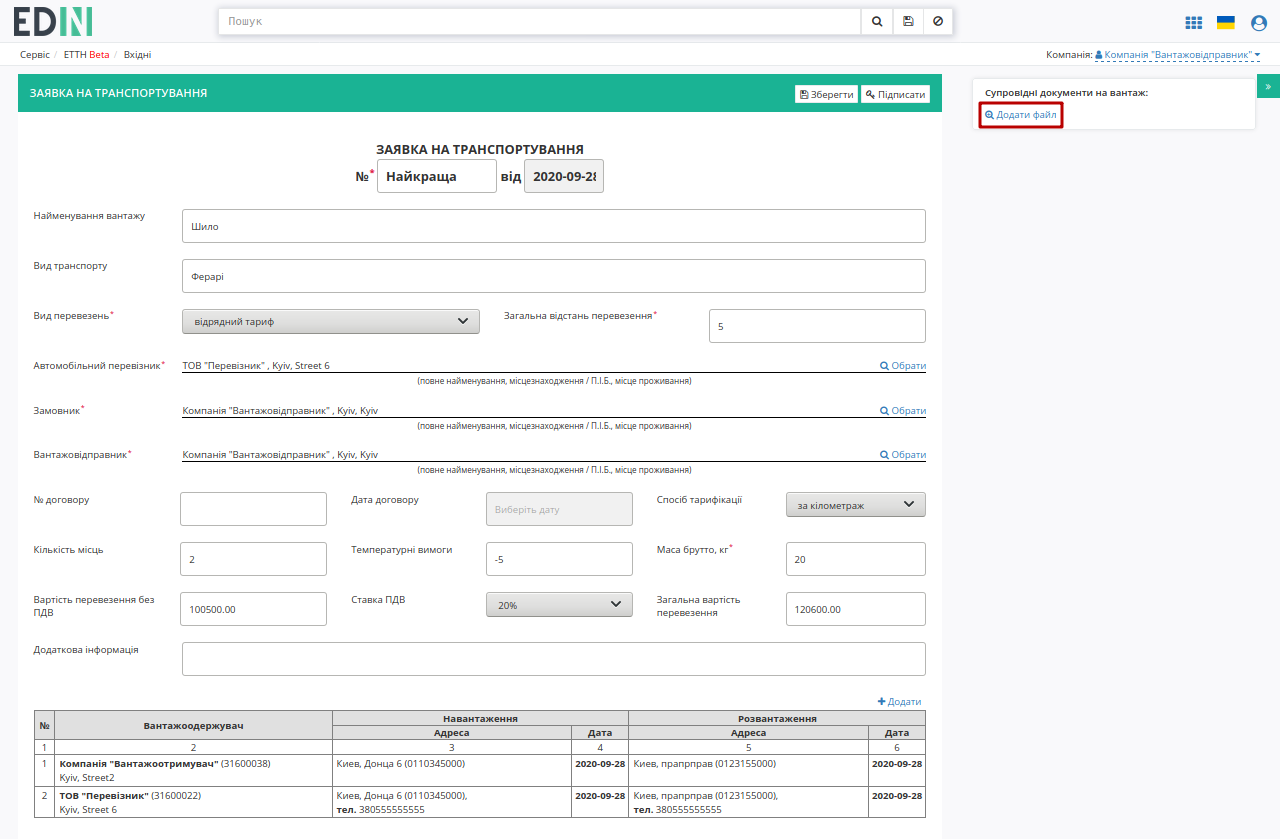 EDIN
Пошук
Сервіс / ЕТТН Beta / Вхідні
Компанія: Компанія "Вантажовідправник"
ЗАЯВКА НА ТРАНСПОРТУВАННЯ
Зберегти
Підписати
Супровідні документи на вантаж:
»
Додати файл
ЗАЯВКА НА ТРАНСПОРТУВАННЯ
№* Найкраща від 2020-09-28
Найменування вантажу
Шило
Вид транспорту
Ферарі
Вид перевезень* відрядний тариф Загальна відстань перевезення* 5
Автомобільний перевізник* ТОВ "Перевізник" , Kyiv, Street 6 Обрати
(повне найменування, місцезнаходження / П.І.Б., місце проживання)
Замовник* Компанія "Вантажовідправник" , Kyiv, Kyiv Обрати
(повне найменування, місцезнаходження / П.І.Б., місце проживання)
Вантажовідправник* Компанія "Вантажовідправник" , Kyiv, Kyiv Обрати
(повне найменування, місцезнаходження / П.І.Б., місце проживання)
№ договору Дата договору Виберіть дату Спосіб тарифікації за кілометраж
Кількість місць 2 Температурні вимоги -5 Маса брутто, кг* 20
Вартість перевезення без ПДВ 100500.00 Ставка ПДВ 20% Загальна вартість перевезення 120600.00
Додаткова інформація
Додати
№ Вантажоодержувач Навантаження Розвантаження
Адреса Дата Адреса Дата
1 2 3 4 5 6
1 Компанія "Вантажоотримувач" (31600038) Киев, Донца 6 (0110345000) 2020-09-28 Киев, прапрправ (0123155000) 2020-09-28
Kyiv, Street2
2 ТОВ "Перевізник" (31600022) Киев, Донца 6 (0110345000), 2020-09-28 Киев, прапрправ (0123155000), 2020-09-28
Kyiv, Street 6 тел. 380555555555 тел. 380555555555